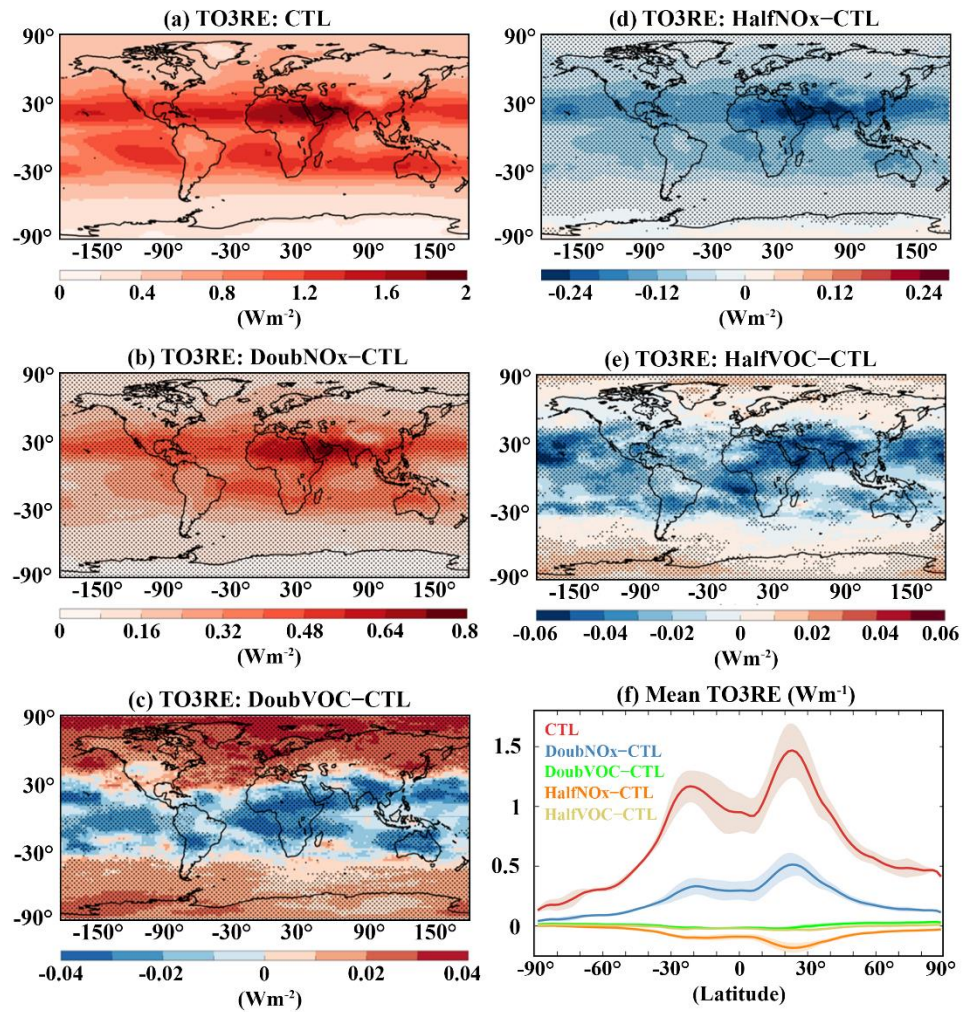 (a) TO3RE: CTL
90°
30°
-30°
-90°
-150° -90° -30° 30° 90° 150°
0 0.4 0.8 1.2 1.6 2
(Wm⁻²)
(d) TO3RE: HalfNOx−CTL
90°
30°
-30°
-90°
-150° -90° -30° 30° 90° 150°
-0.24 -0.12 0 0.12 0.24
(Wm⁻²)
(b) TO3RE: DoubNOx−CTL
90°
30°
-30°
-90°
-150° -90° -30° 30° 90° 150°
0 0.16 0.32 0.48 0.64 0.8
(Wm⁻²)
(e) TO3RE: HalfVOC−CTL
90°
30°
-30°
-90°
-150° -90° -30° 30° 90° 150°
-0.06 -0.04 -0.02 0 0.02 0.04 0.06
(Wm⁻²)
(c) TO3RE: DoubVOC−CTL
90°
30°
-30°
-90°
-150° -90° -30° 30° 90° 150°
-0.04 -0.02 0 0.02 0.04
(Wm⁻²)
(f) Mean TO3RE (Wm⁻¹)
CTL
DoubNOx−CTL
DoubVOC−CTL
HalfNOx−CTL
HalfVOC−CTL
1.5
1
0.5
0
-90° -60° -30° 0 30° 60° 90°
(Latitude)